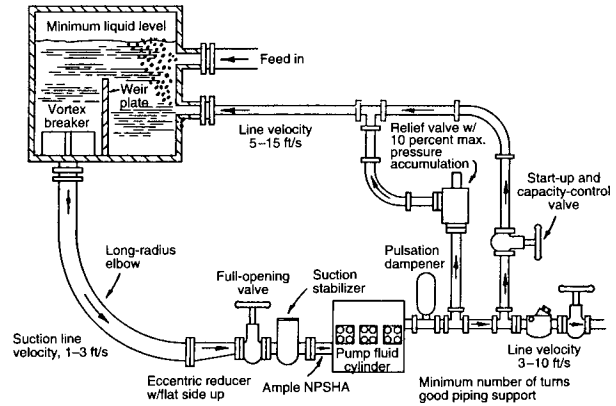 Minimum liquid level
Feed in
Weir
plate
Vortex
breaker
Line velocity
5–15 ft/s
Relief valve w/
10 percent max.
pressure
accumulation
Start-up and
capacity-control
valve
Long-radius
elbow
Pulsation
dampener
Full-opening
valve
Suction
stabilizer
Suction line
velocity, 1–3 ft/s
Pump fluid
cylinder
Eccentric reducer
w/flat side up
Ample NPSHA
Line velocity
3–10 ft/s
Minimum number of turns
good piping support